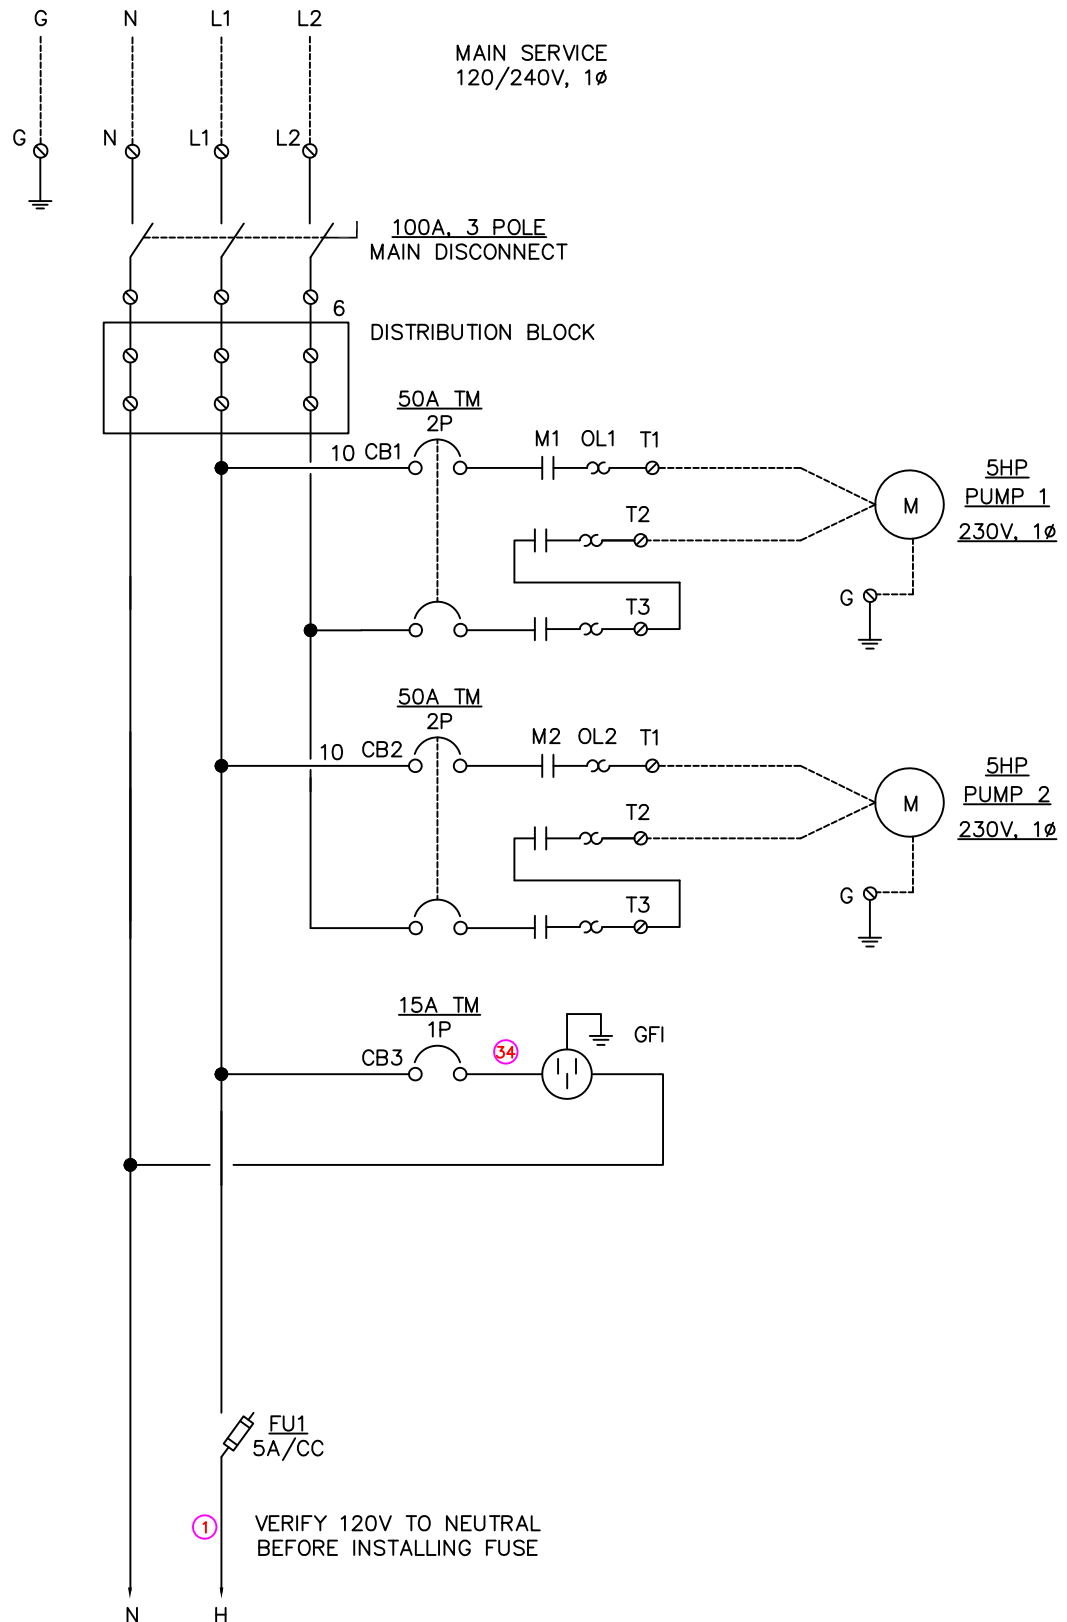 G N L1 L2
MAIN SERVICE
120/240V, 1ø
G N L1 L2
100A, 3 POLE
MAIN DISCONNECT
6
DISTRIBUTION BLOCK
50A TM
2P
10 CB1 M1 OL1 T1
5HP
PUMP 1
230V, 1ø
M
T2
G
T3
50A TM
2P
10 CB2 M2 OL2 T1
5HP
PUMP 2
230V, 1ø
M
T2
G
T3
15A TM
1P
CB3 34 GFI
FU1
5A/CC
1
VERIFY 120V TO NEUTRAL
BEFORE INSTALLING FUSE
N H